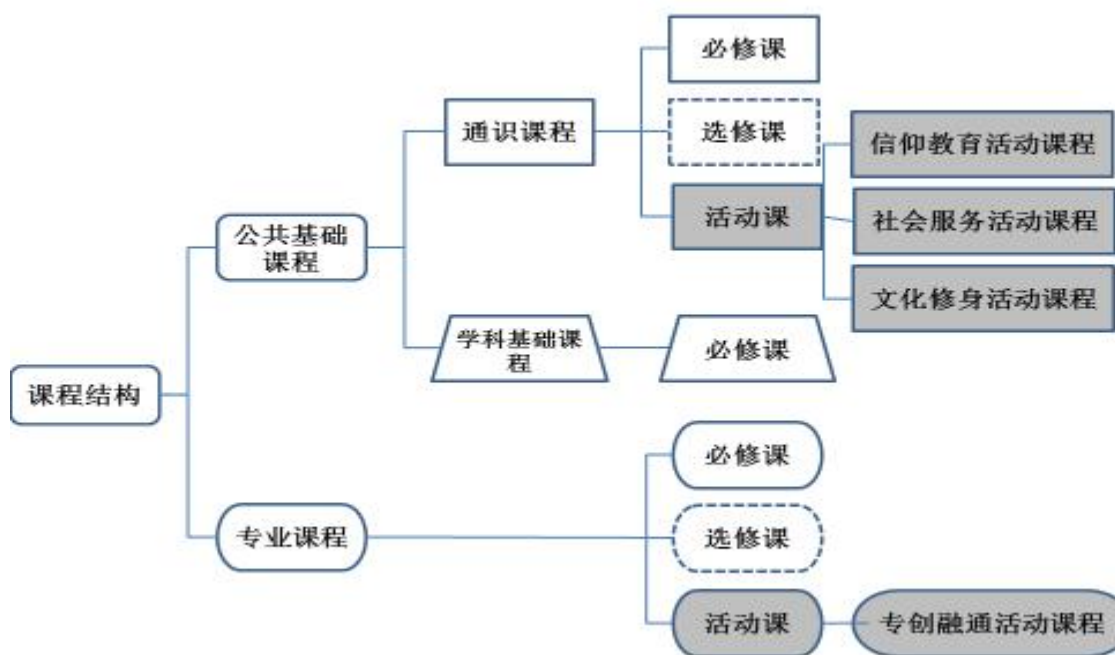 必修课
通识课程
选修课
信仰教育活动课程
活动课
社会服务活动课程
公共基础
课程
文化修身活动课程
学科基础课
程
必修课
课程结构
必修课
专业课程
选修课
活动课
专创融通活动课程